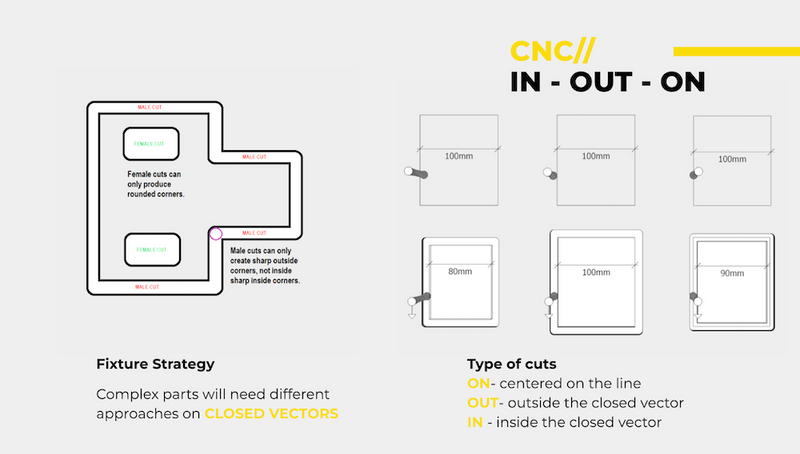 CNC//
IN - OUT - ON
MALE CUT
FEMALE CUT
MALE CUT
Female cuts can
only produce
rounded corners.
MALE CUT
FEMALE CUT
Male cuts can only
create sharp outside
corners, not inside
sharp inside corners.
MALE CUT
100mm
100mm
100mm
80mm
100mm
90mm
Fixture Strategy
Complex parts will need different
approaches on CLOSED VECTORS
Type of cuts
ON- centered on the line
OUT- outside the closed vector
IN - inside the closed vector